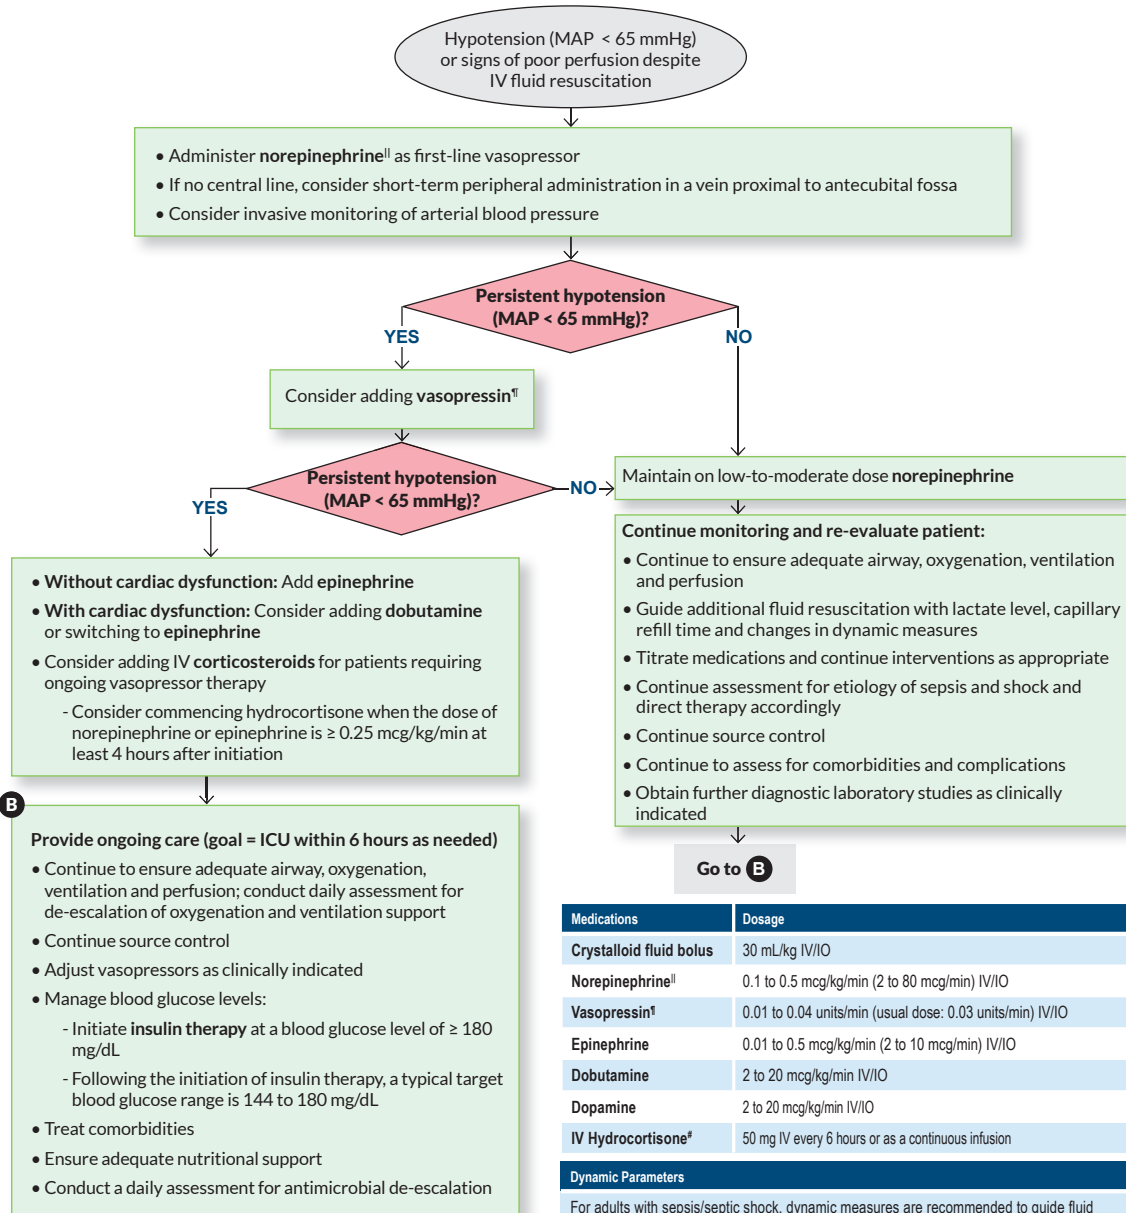 Hypotension (MAP < 65 mmHg)
or signs of poor perfusion despite
IV fluid resuscitation
• Administer norepinephrine|| as first-line vasopressor
• If no central line, consider short-term peripheral administration in a vein proximal to antecubital fossa
• Consider invasive monitoring of arterial blood pressure
Persistent hypotension
(MAP < 65 mmHg)?
YES
NO
Consider adding vasopressin¶
Persistent hypotension
(MAP < 65 mmHg)?
YES
NO
Maintain on low-to-moderate dose norepinephrine
• Without cardiac dysfunction: Add epinephrine
• With cardiac dysfunction: Consider adding dobutamine
or switching to epinephrine
• Consider adding IV corticosteroids for patients requiring
ongoing vasopressor therapy
- Consider commencing hydrocortisone when the dose of
norepinephrine or epinephrine is ≥ 0.25 mcg/kg/min at
least 4 hours after initiation
Continue monitoring and re-evaluate patient:
• Continue to ensure adequate airway, oxygenation, ventilation
and perfusion
• Guide additional fluid resuscitation with lactate level, capillary
refill time and changes in dynamic measures
• Titrate medications and continue interventions as appropriate
• Continue assessment for etiology of sepsis and shock and
direct therapy accordingly
• Continue source control
• Continue to assess for comorbidities and complications
• Obtain further diagnostic laboratory studies as clinically
indicated
Go to B
B
Provide ongoing care (goal = ICU within 6 hours as needed)
• Continue to ensure adequate airway, oxygenation,
ventilation and perfusion; conduct daily assessment for
de-escalation of oxygenation and ventilation support
• Continue source control
• Adjust vasopressors as clinically indicated
• Manage blood glucose levels:
- Initiate insulin therapy at a blood glucose level of ≥ 180
mg/dL
- Following the initiation of insulin therapy, a typical target
blood glucose range is 144 to 180 mg/dL
• Treat comorbidities
• Ensure adequate nutritional support
• Conduct a daily assessment for antimicrobial de-escalation
Medications Dosage
Crystalloid fluid bolus 30 mL/kg IV/IO
Norepinephrine|| 0.1 to 0.5 mcg/kg/min (2 to 80 mcg/min) IV/IO
Vasopressin¶ 0.01 to 0.04 units/min (usual dose: 0.03 units/min) IV/IO
Epinephrine 0.01 to 0.5 mcg/kg/min (2 to 10 mcg/min) IV/IO
Dobutamine 2 to 20 mcg/kg/min IV/IO
Dopamine 2 to 20 mcg/kg/min IV/IO
IV Hydrocortisone# 50 mg IV every 6 hours or as a continuous infusion
Dynamic Parameters
For adults with sepsis/septic shock, dynamic measures are recommended to guide fluid